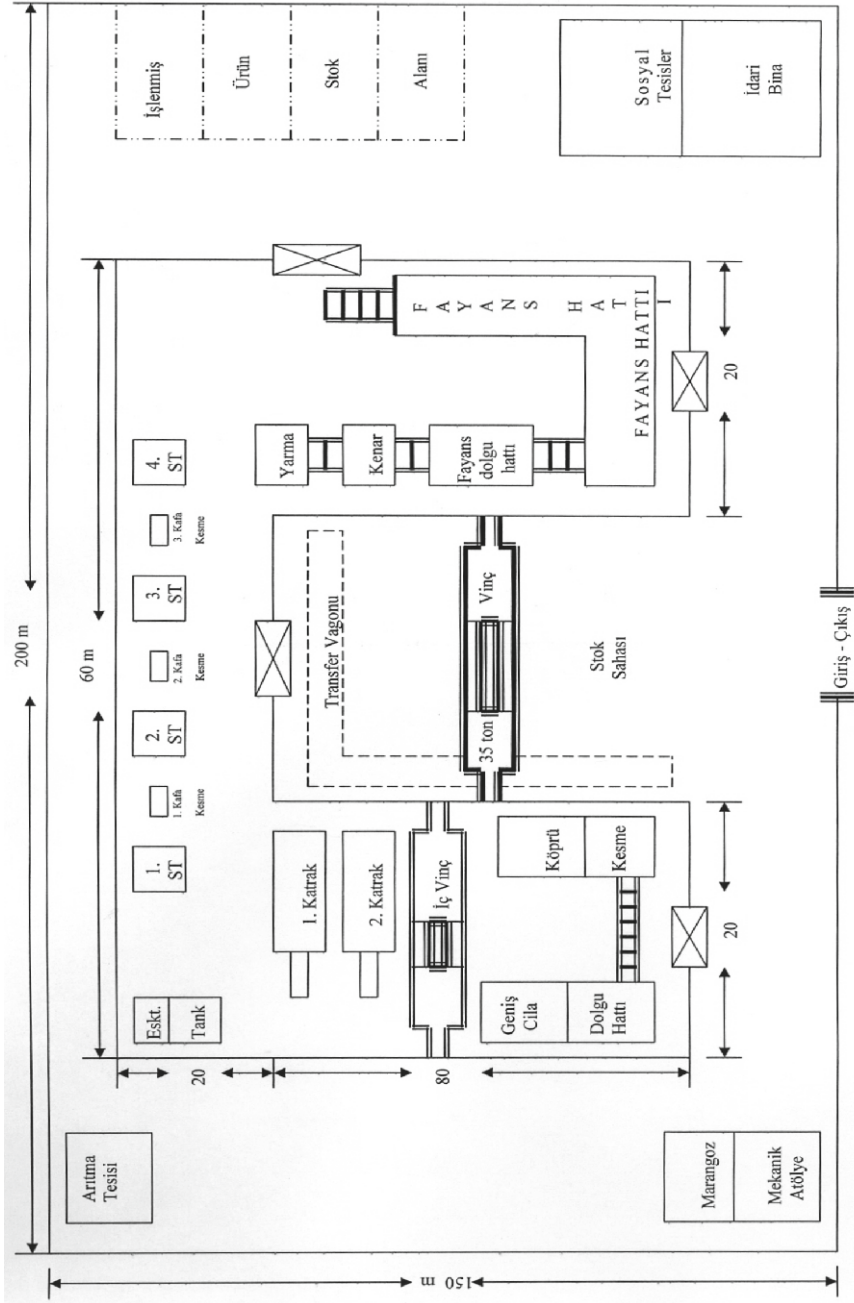 200 m
60 m
İşlenmiş
Ürün
Stok
Alanı
Sosyal
Tesisler
İdari
Bina
1.
ST
1. Kafa
Kesme
2.
ST
2. Kafa
Kesme
3.
ST
3. Kafa
Kesme
4.
ST
Eskt.
Tank
Arıtma
Tesisi
20
80
1. Katrak
2. Katrak
İç Vinç
Köprü
Kesme
Geniş
Cila
Dolgu
Hattı
20
Transfer Vagonu
35 ton
Vinç
Stok
Sahası
Yarma
Kenar
Fayans
dolgu
hattı
FAYANS HATTI
FAYANS HATTI
20
Marangoz
Mekanik
Atölye
Giriş - Çıkış
150 m